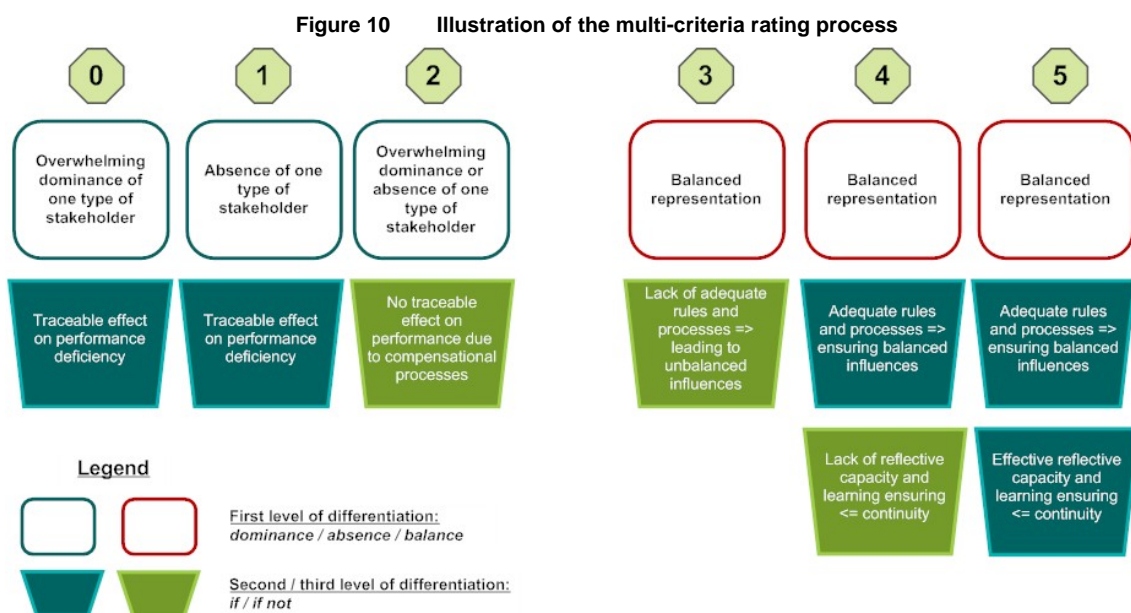 Figure 10 Illustration of the multi-criteria rating process
0
1
2
3
4
5
Overwhelming
dominance of
one type of
stakeholder
Absence of one
type of
stakeholder
Overwhelming
dominance or
absence of one
type of
stakeholder
Balanced
representation
Balanced
representation
Balanced
representation
Traceable effect
on performance
deficiency
Traceable effect
on performance
deficiency
No traceable
effect on
performance due
to compensational
processes
Lack of adequate
rules and
processes =>
leading to
unbalanced
influences
Adequate rules
and processes =>
ensuring balanced
influences
Adequate rules
and processes =>
ensuring balanced
influences
Lack of reflective
capacity and
learning ensuring
<= continuity
Effective reflective
capacity and
learning ensuring
<= continuity
Legend
First level of differentiation:
dominance / absence / balance
Second / third level of differentiation:
if / if not